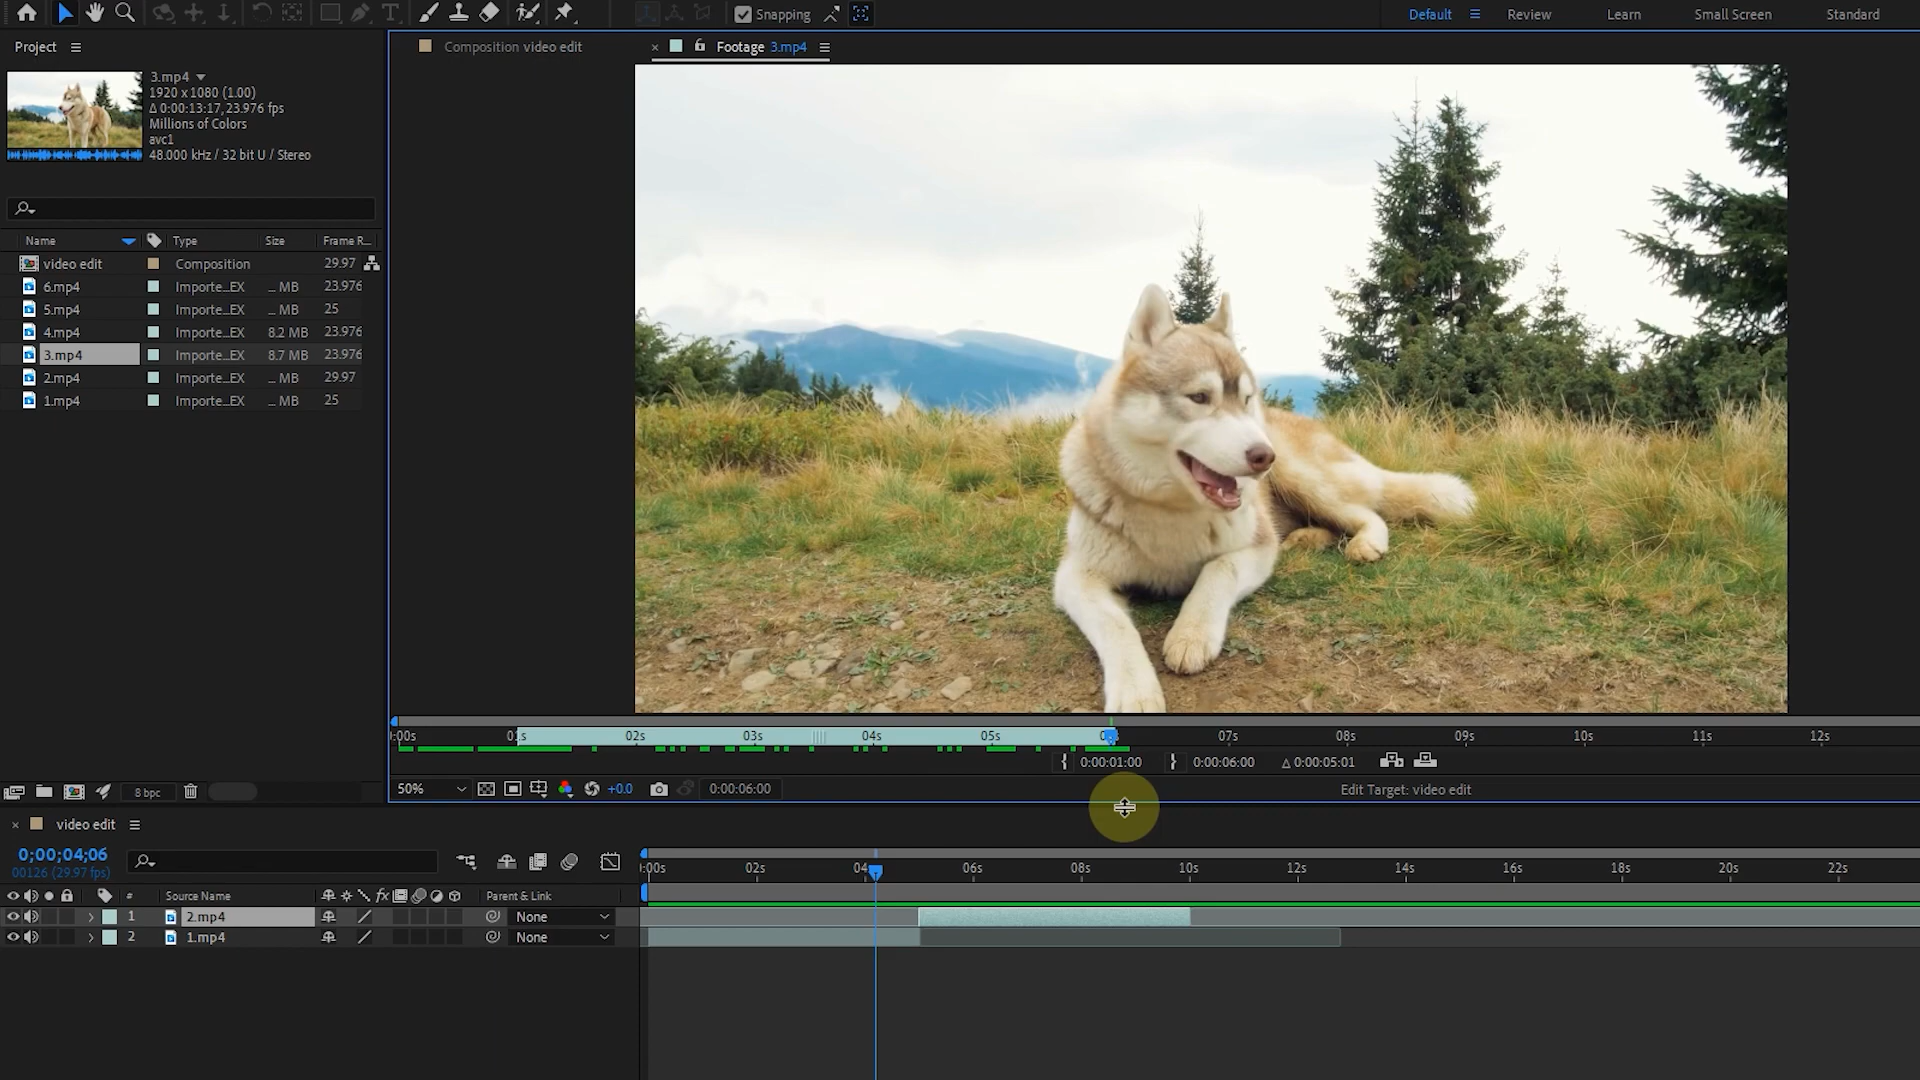 Snapping
Default
Review
Learn
Small Screen
Standard
Project
Composition video edit
× Footage 3.mp4
3.mp4
1920 x 1080 (1.00)
Δ 0:00:13:17, 23.976 fps
Millions of Colors
avc1
48.000 kHz / 32 bit U / Stereo
Name Type Size Frame R...
video edit Composition 29.97
6.mp4 Importe...EX ... MB 23.976
5.mp4 Importe...EX ... MB 25
4.mp4 Importe...EX 8.2 MB 23.976
3.mp4 Importe...EX 8.7 MB 23.976
2.mp4 Importe...EX ... MB 29.97
1.mp4 Importe...EX ... MB 25
:00s 01s 02s 03s 04s 05s 07s 08s 09s 10s 11s 12s
{ 0:00:01:00 } 0:00:06:00 Δ 0:00:05:01
8 bpc
50% +0.0 0:00:06:00 Edit Target: video edit
× video edit
0;00;04;06
00126 (29.97 fps)
:00s 02s 04 06s 08s 10s 12s 14s 16s 18s 20s 22s
# Source Name fx Parent & Link
1 2.mp4 None
2 1.mp4 None